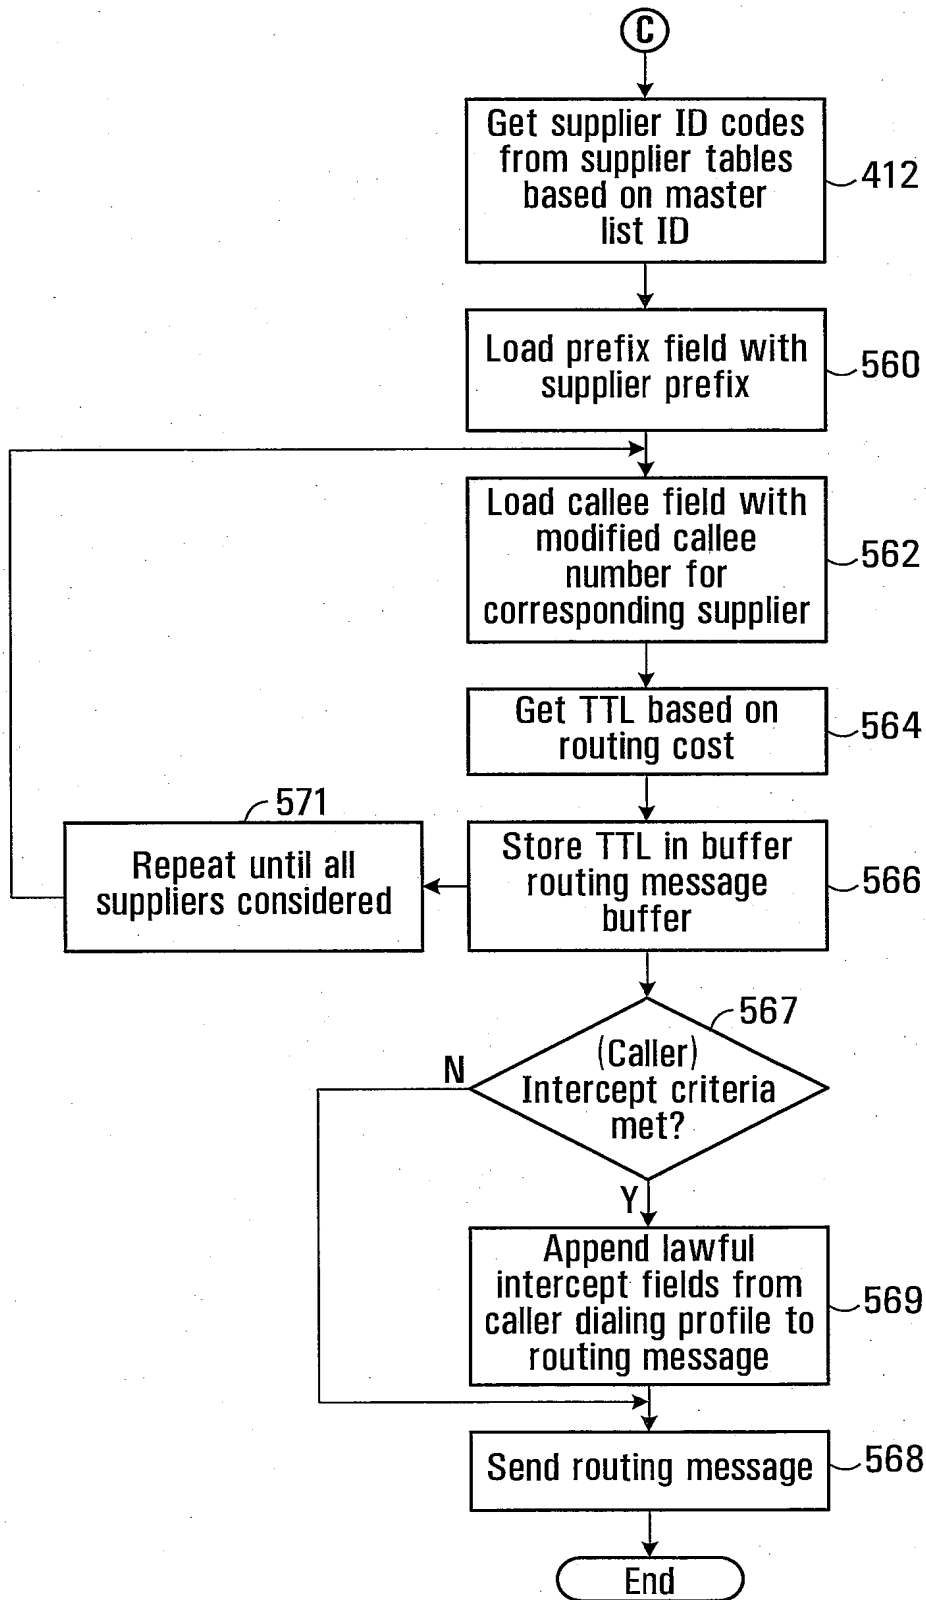 C
Get supplier ID codes
from supplier tables
based on master
list ID
412
Load prefix field with
supplier prefix
560
Load callee field with
modified callee
number for
corresponding supplier
562
Get TTL based on
routing cost
564
571
Repeat until all
suppliers considered
Store TTL in buffer
routing message
buffer
566
567
(Caller)
Intercept criteria
met?
N
Y
Append lawful
intercept fields from
caller dialing profile to
routing message
569
Send routing message
568
End